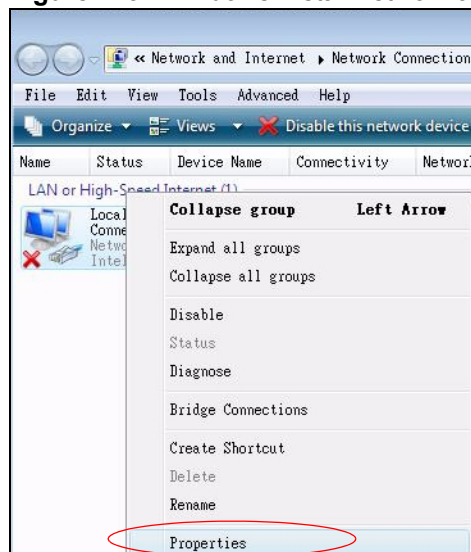 « Network and Internet ▸ Network Connection
File Edit View Tools Advanced Help
Organize Views Disable this network device
Name Status Device Name Connectivity Networ
LAN or High-Speed Internet (1)
Local
Conne
Netwo
Intel
Collapse group Left Arrow
Expand all groups
Collapse all groups
Disable
Status
Diagnose
Bridge Connections
Create Shortcut
Delete
Rename
Properties